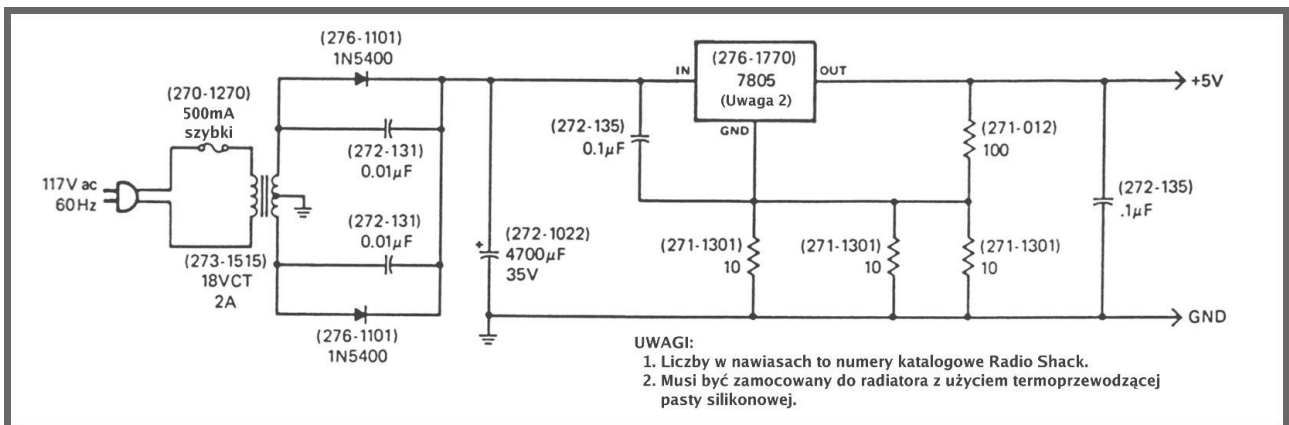 (276-1101)
1N5400
(270-1270)
500mA
szybki
117V ac
60Hz
(273-1515)
18VCT
2A
(272-131)
0.01µF
(272-131)
0.01µF
(276-1101)
1N5400
+
(272-1022)
4700µF
35V
(272-135)
0.1µF
IN
(276-1770)
7805
(Uwaga 2)
OUT
GND
(271-012)
100
(271-1301)
10
(271-1301)
10
(271-1301)
10
(272-135)
.1µF
+5V
GND
UWAGI:
1. Liczby w nawiasach to numery katalogowe Radio Shack.
2. Musi być zamocowany do radiatora z użyciem termoprzewodzącej
pasty silikonowej.